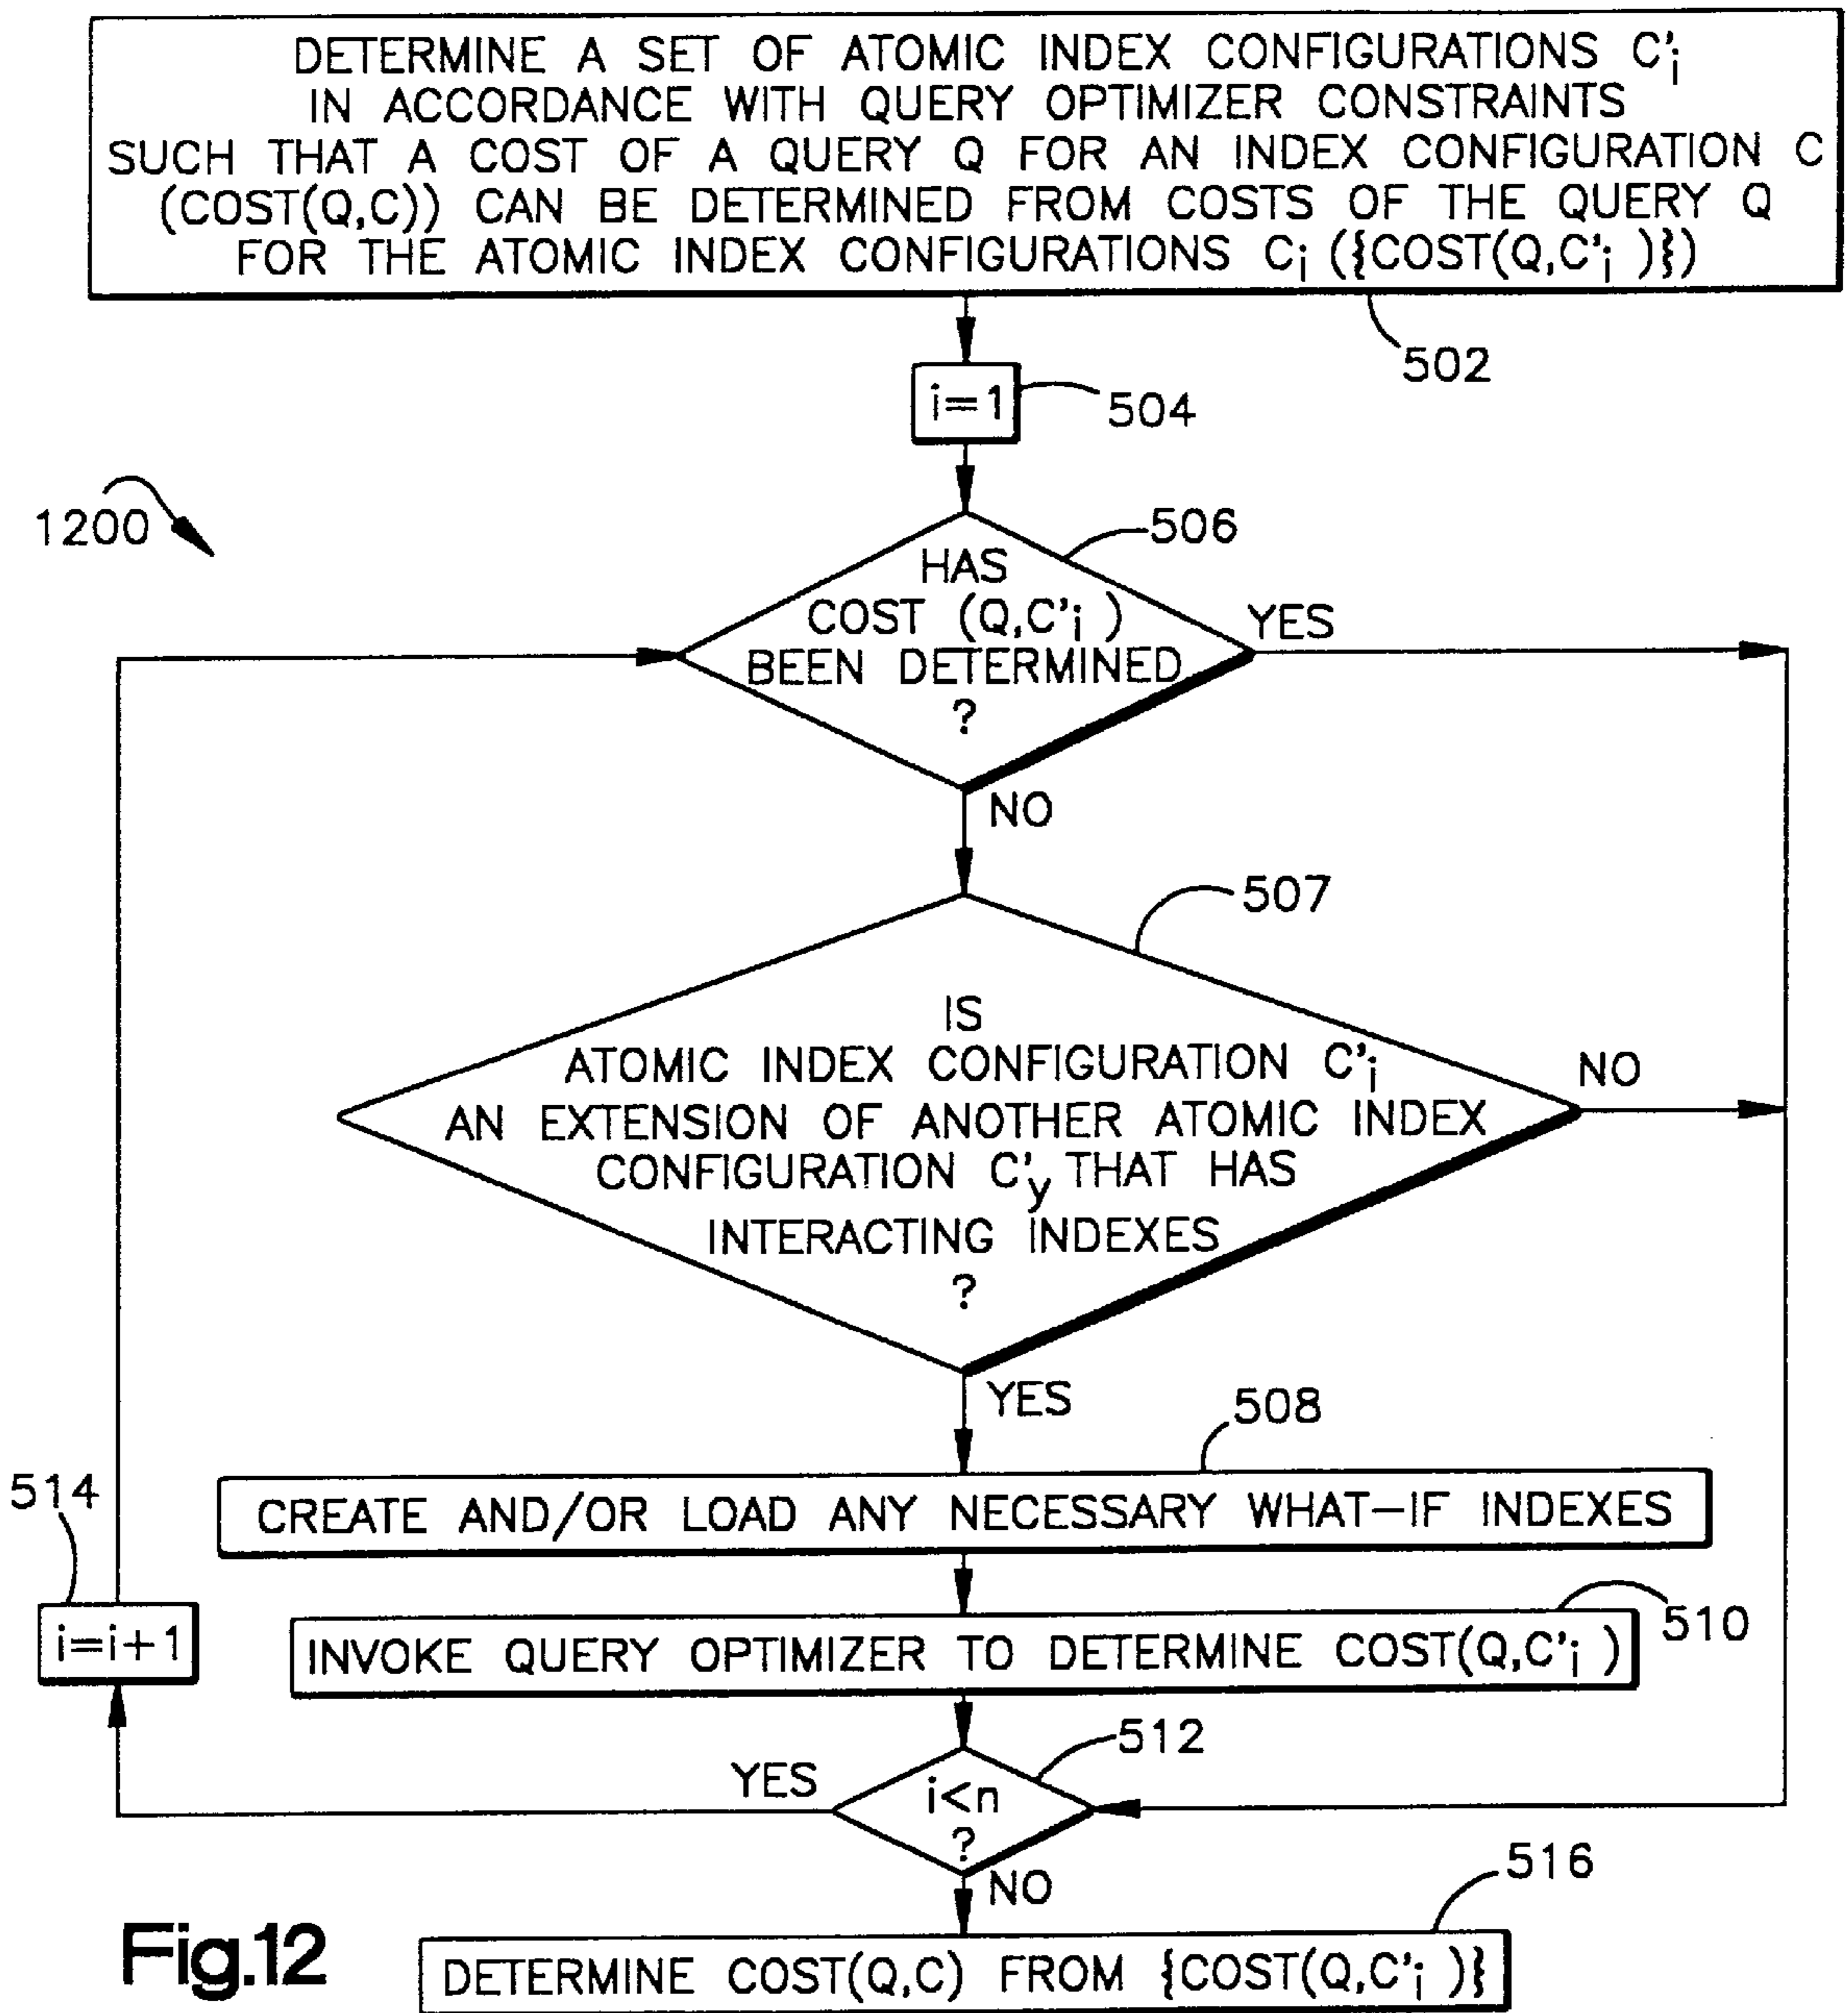 DETERMINE A SET OF ATOMIC INDEX CONFIGURATIONS C'i
IN ACCORDANCE WITH QUERY OPTIMIZER CONSTRAINTS
SUCH THAT A COST OF A QUERY Q FOR AN INDEX CONFIGURATION C
(COST(Q,C)) CAN BE DETERMINED FROM COSTS OF THE QUERY Q
FOR THE ATOMIC INDEX CONFIGURATIONS Ci ({COST(Q,C'i )})
502
i=1
504
1200
506
HAS
COST (Q,C'i )
BEEN DETERMINED
?
YES
NO
507
IS
ATOMIC INDEX CONFIGURATION C'i
AN EXTENSION OF ANOTHER ATOMIC INDEX
CONFIGURATION C'y THAT HAS
INTERACTING INDEXES
?
NO
YES
508
CREATE AND/OR LOAD ANY NECESSARY WHAT-IF INDEXES
514
i=i+1
510
INVOKE QUERY OPTIMIZER TO DETERMINE COST(Q,C'i )
512
YES
i<n
?
NO
516
DETERMINE COST(Q,C) FROM {COST(Q,C'i )}
Fig.12